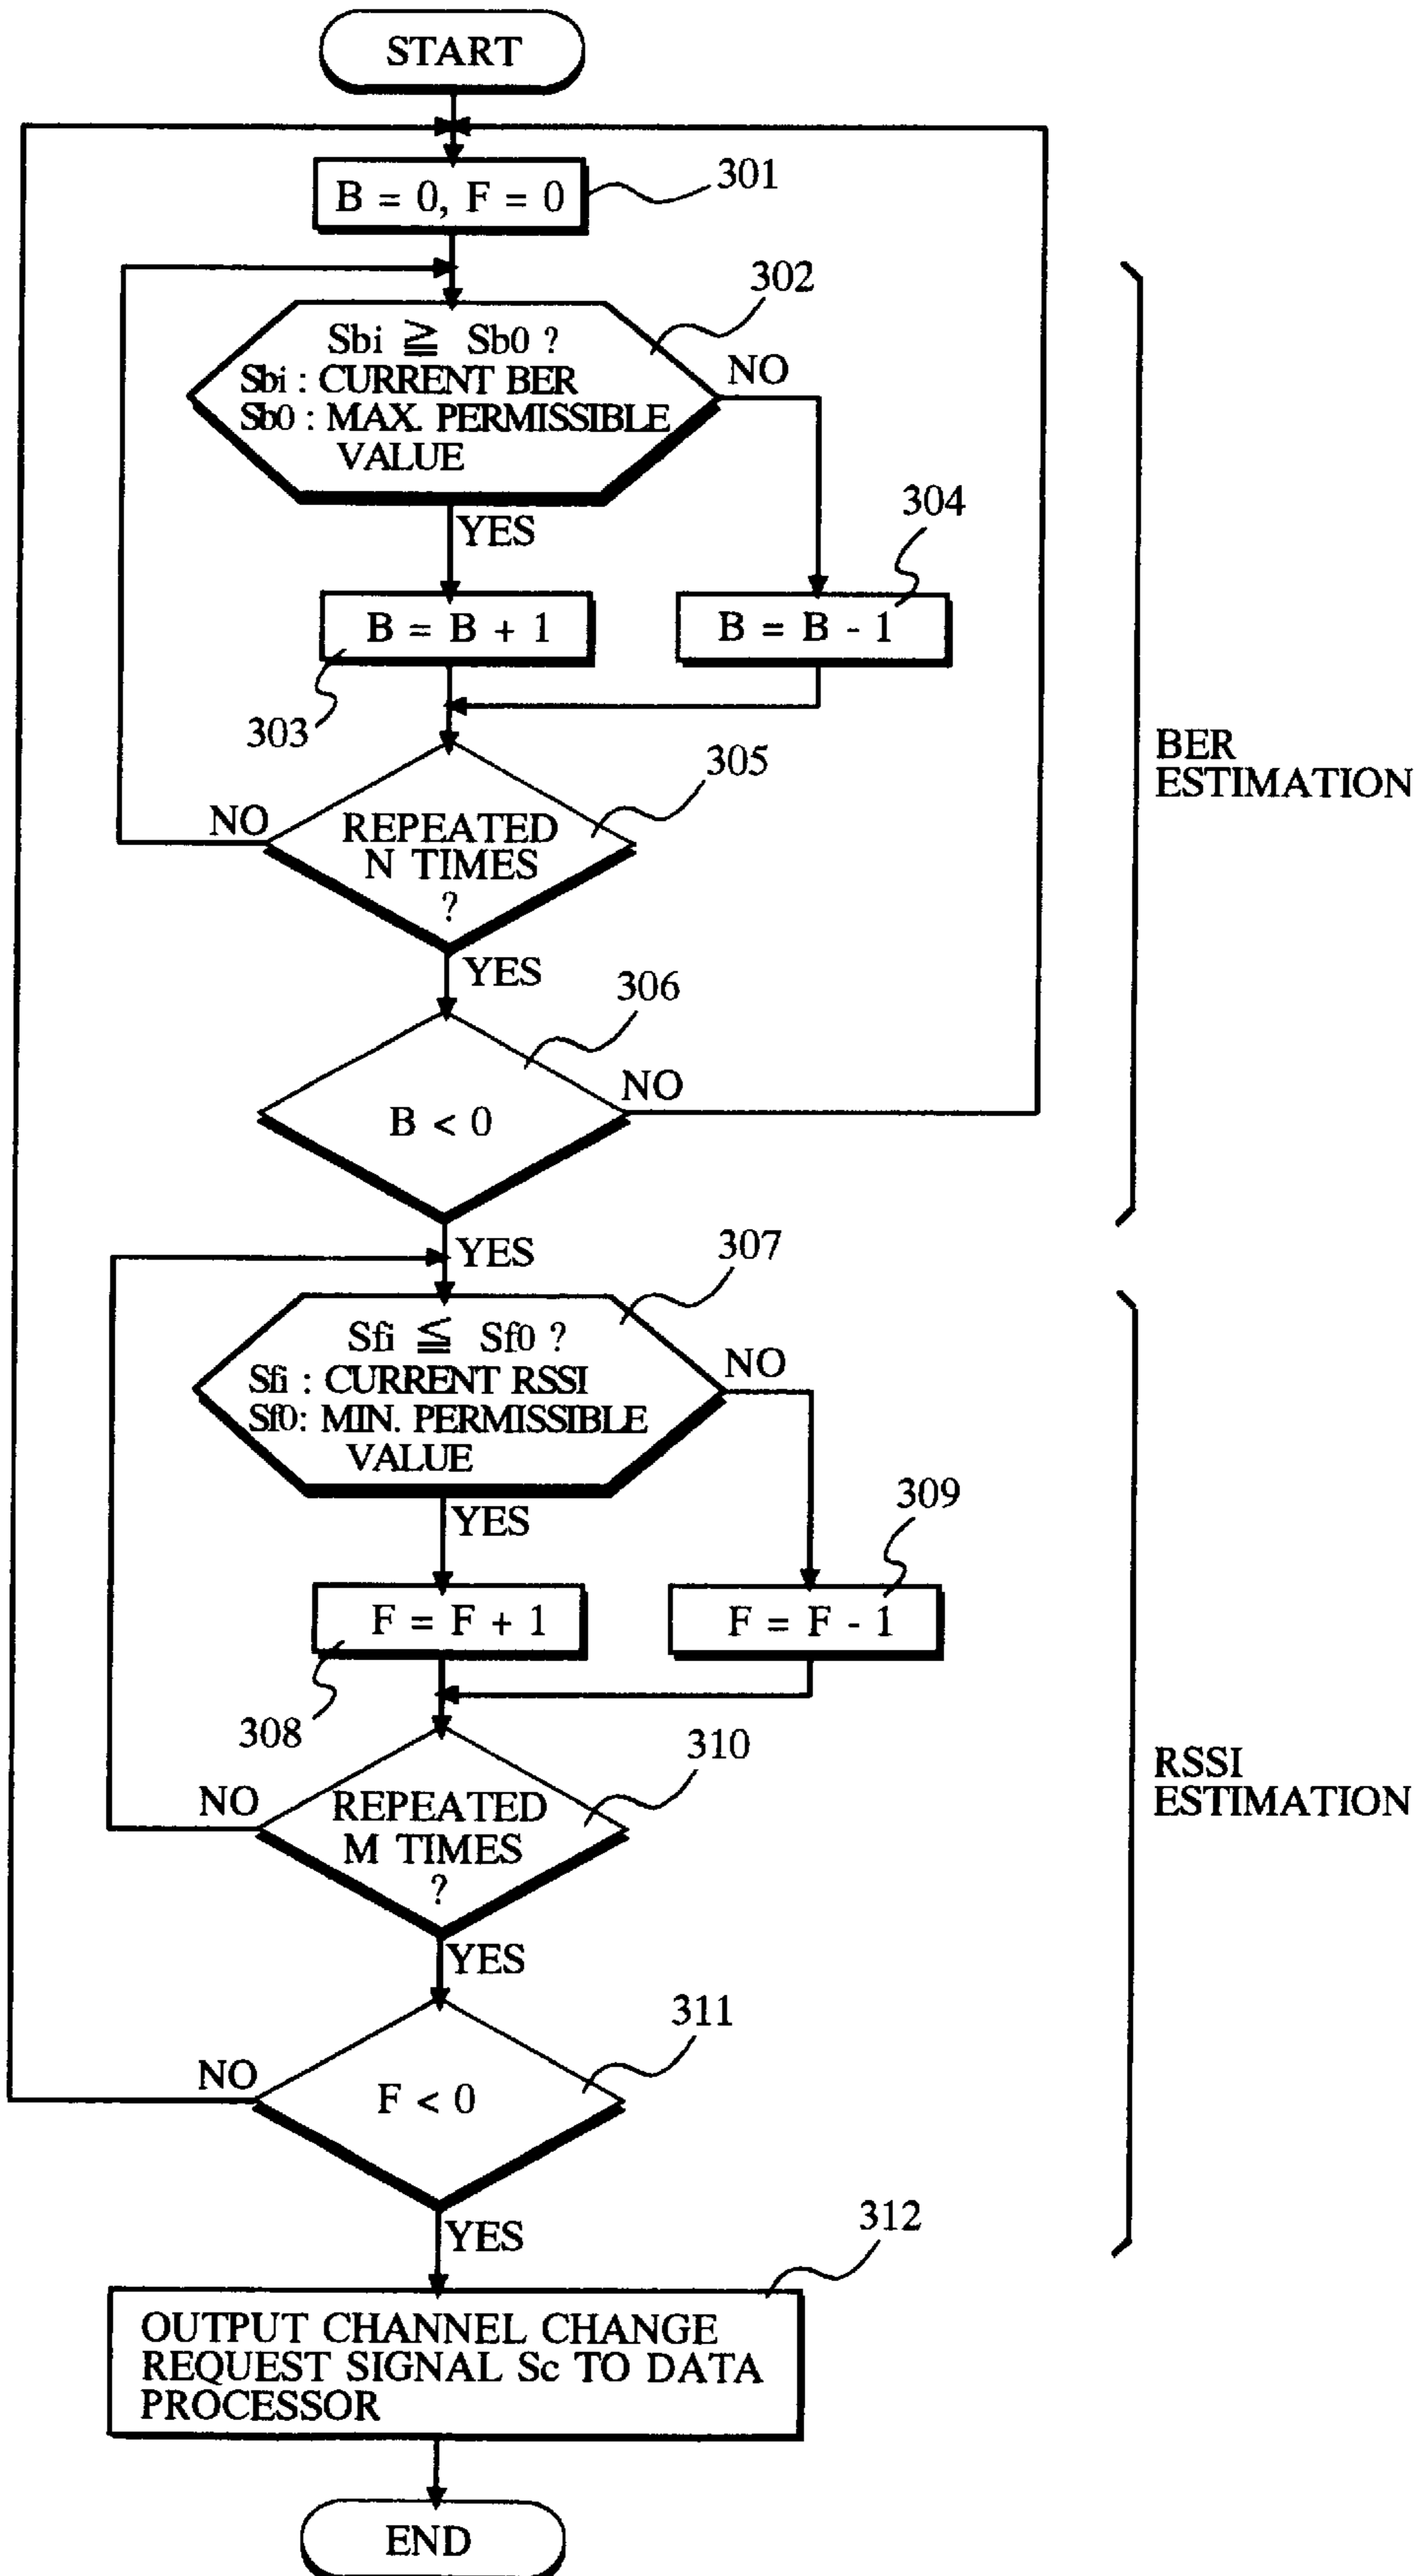 START
B = 0, F = 0
301
302
Sbi ≧ Sb0 ?
Sbi : CURRENT BER
Sb0 : MAX. PERMISSIBLE
VALUE
NO
YES
304
B = B + 1
B = B - 1
303
305
NO
REPEATED
N TIMES
?
YES
BER
ESTIMATION
306
B < 0
NO
YES
307
Sfi ≦ Sf0 ?
Sfi : CURRENT RSSI
Sf0: MIN. PERMISSIBLE
VALUE
NO
YES
309
F = F + 1
F = F - 1
308
310
NO
REPEATED
M TIMES
?
YES
RSSI
ESTIMATION
311
NO
F < 0
YES
312
OUTPUT CHANNEL CHANGE
REQUEST SIGNAL Sc TO DATA
PROCESSOR
END